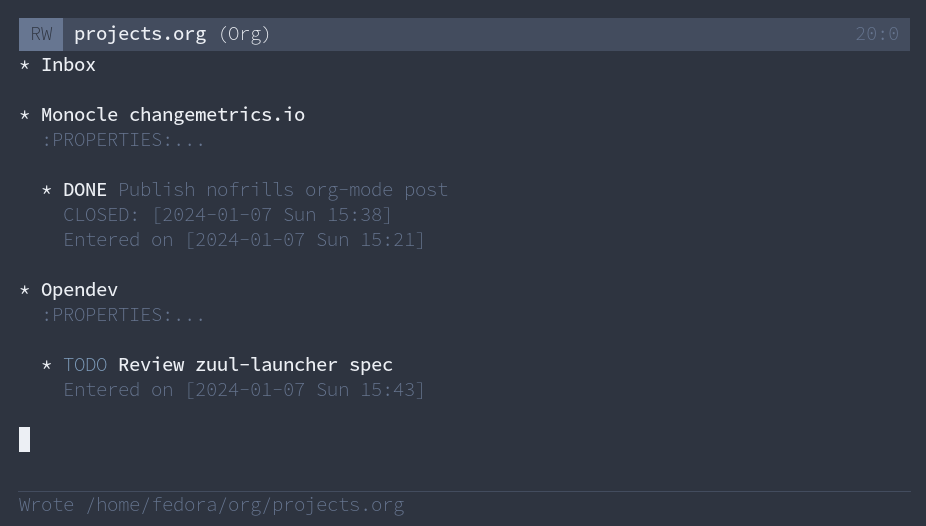 RW projects.org (Org) 20:0
* Inbox
* Monocle changemetrics.io
:PROPERTIES:...
* DONE Publish nofrills org-mode post
CLOSED: [2024-01-07 Sun 15:38]
Entered on [2024-01-07 Sun 15:21]
* Opendev
:PROPERTIES:...
* TODO Review zuul-launcher spec
Entered on [2024-01-07 Sun 15:43]
Wrote /home/fedora/org/projects.org